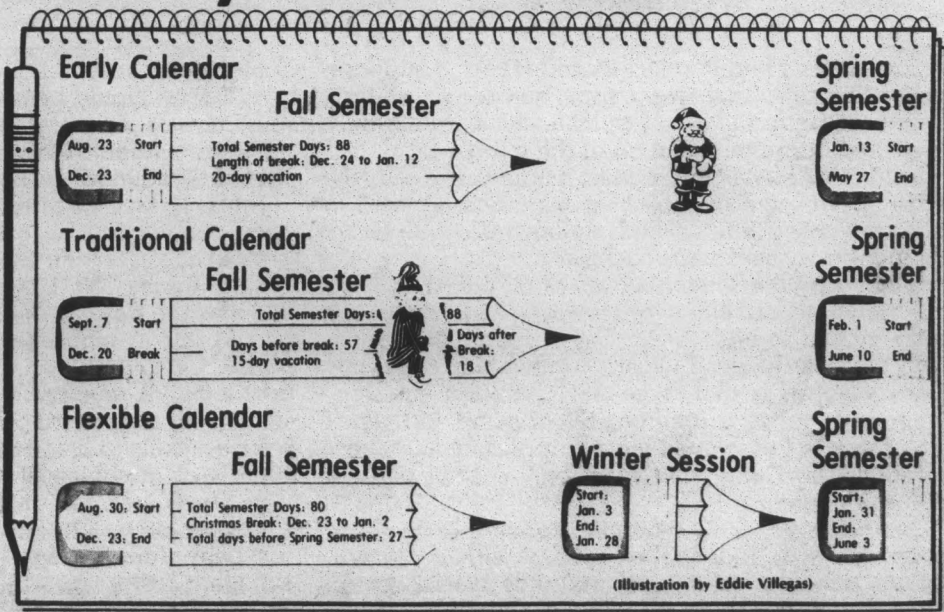 Early Calendar
Fall Semester
Aug. 23 Start
Dec. 23 End
Total Semester Days: 88
Length of break: Dec. 24 to Jan. 12
20-day vacation
Spring
Semester
Jan. 13 Start
May 27 End
Traditional Calendar
Fall Semester
Sept. 7 Start
Dec. 20 Break
Total Semester Days: 88
Days before break: 57
15-day vacation
Days after
Break:
18
Spring
Semester
Feb. 1 Start
June 10 End
Flexible Calendar
Fall Semester
Aug. 30: Start
Dec. 23: End
Total Semester Days: 80
Christmas Break: Dec. 23 to Jan. 2
Total days before Spring Semester: 27
Winter Session
Start:
Jan. 3
End:
Jan. 28
Spring
Semester
Start:
Jan. 31
End:
June 3
(Illustration by Eddie Villegas)